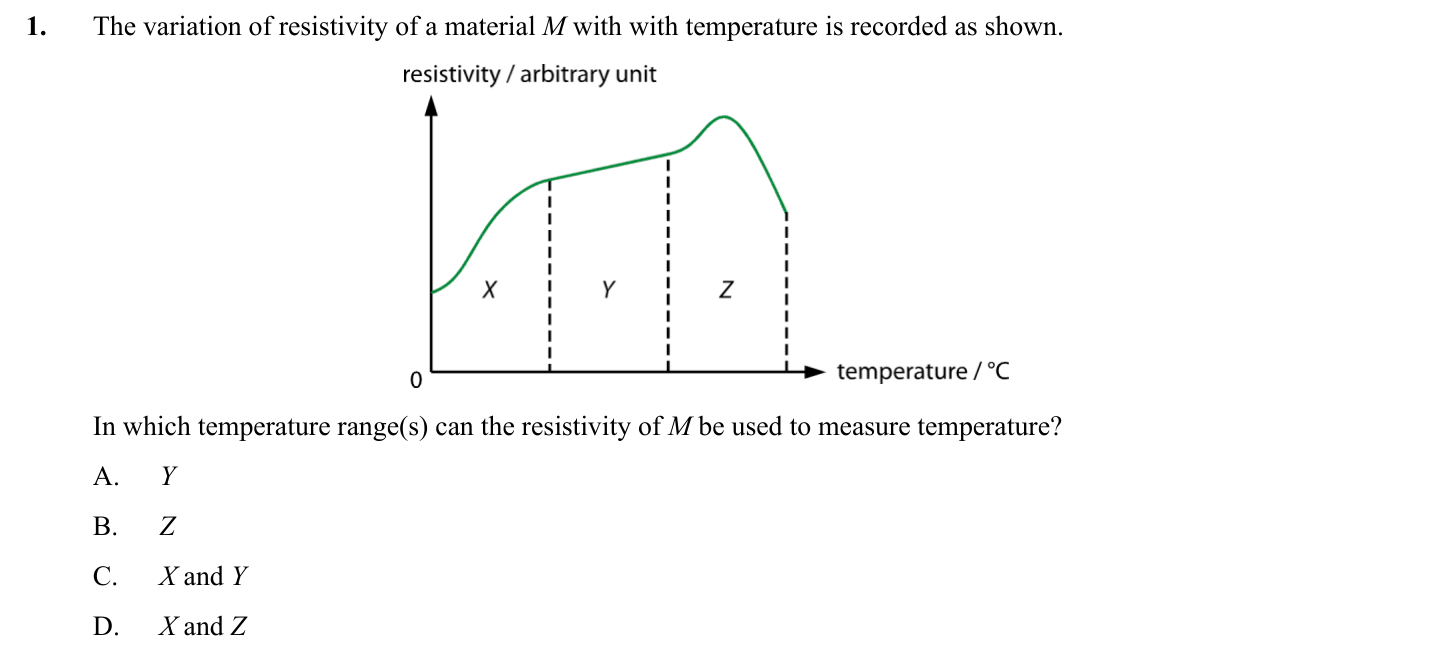 1. The variation of resistivity of a material M with with temperature is recorded as shown.
resistivity / arbitrary unit
X Y Z
0
temperature / °C
In which temperature range(s) can the resistivity of M be used to measure temperature?
A. Y
B. Z
C. X and Y
D. X and Z